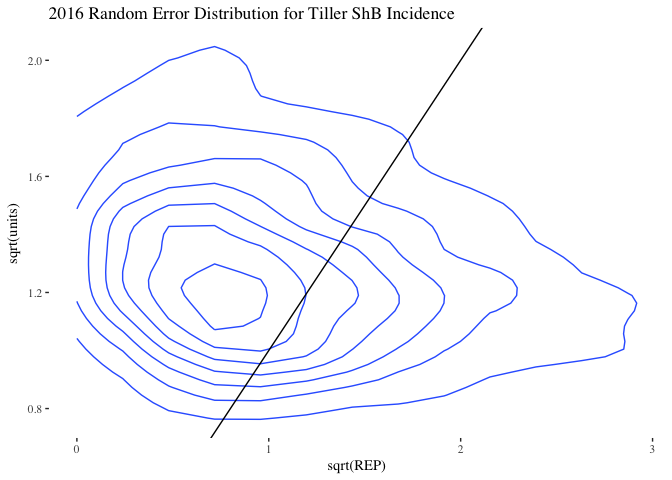 2016 Random Error Distribution for Tiller ShB Incidence
sqrt(units)
2.0
1.6
1.2
0.8
0
1
2
3
sqrt(REP)